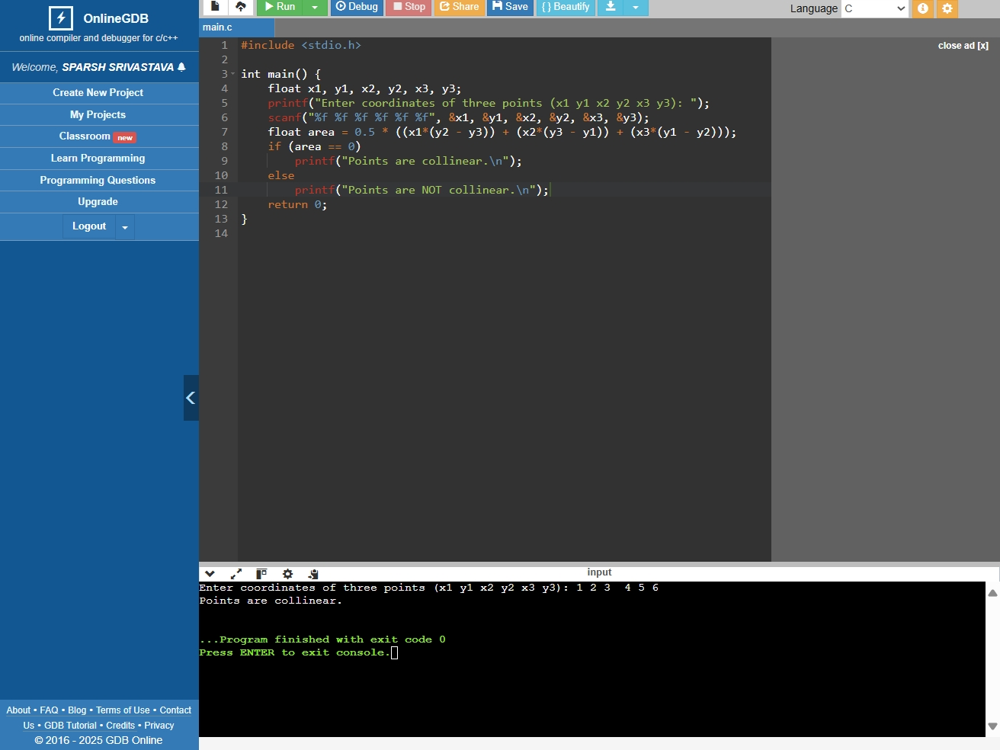 OnlineGDB
online compiler and debugger for c/c++
Welcome, SPARSH SRIVASTAVA
Create New Project
My Projects
Classroom new
Learn Programming
Programming Questions
Upgrade
Logout
About • FAQ • Blog • Terms of Use • Contact
Us • GDB Tutorial • Credits • Privacy
© 2016 - 2025 GDB Online
Run Debug Stop Share Save {} Beautify
Language C
main.c
close ad [x]
1 #include <stdio.h>
2
3 int main() {
4     float x1, y1, x2, y2, x3, y3;
5     printf("Enter coordinates of three points (x1 y1 x2 y2 x3 y3): ");
6     scanf("%f %f %f %f %f %f", &x1, &y1, &x2, &y2, &x3, &y3);
7     float area = 0.5 * ((x1*(y2 - y3)) + (x2*(y3 - y1)) + (x3*(y1 - y2)));
8     if (area == 0)
9         printf("Points are collinear.\n");
10     else
11         printf("Points are NOT collinear.\n");
12     return 0;
13 }
14
input
Enter coordinates of three points (x1 y1 x2 y2 x3 y3): 1 2 3  4 5 6
Points are collinear.
...Program finished with exit code 0
Press ENTER to exit console.